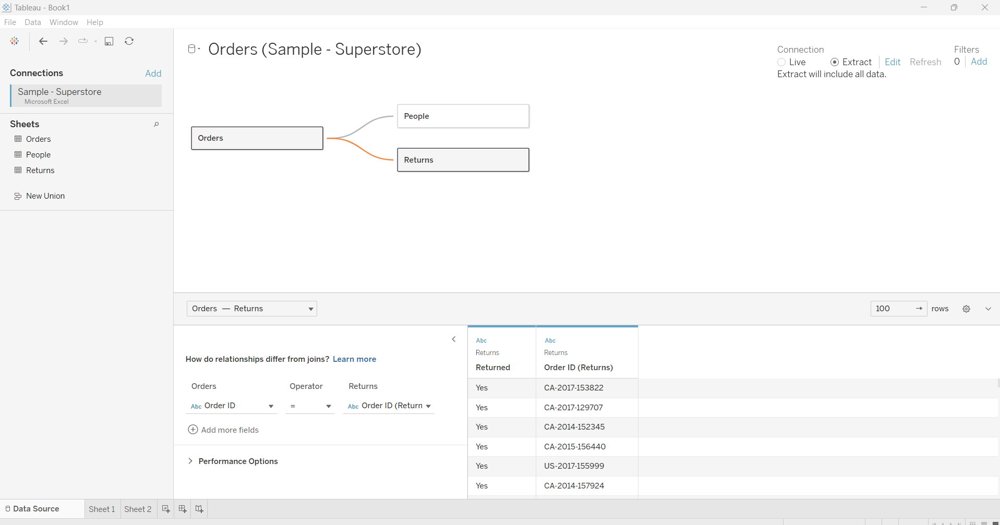 Tableau - Book1
File Data Window Help
Connections Add
Sample - Superstore
Microsoft Excel
Sheets
Orders
People
Returns
New Union
Orders (Sample - Superstore)
Connection
Live Extract Edit Refresh
Extract will include all data.
Filters
0 Add
Orders
People
Returns
Orders — Returns
100 → rows
How do relationships differ from joins? Learn more
Orders Operator Returns
Abc Order ID = Abc Order ID (Return
Add more fields
Performance Options
Abc Abc
Returns Returns
Returned Order ID (Returns)
Yes CA-2017-153822
Yes CA-2017-129707
Yes CA-2014-152345
Yes CA-2015-156440
Yes US-2017-155999
Yes CA-2014-157924
Data Source Sheet 1 Sheet 2